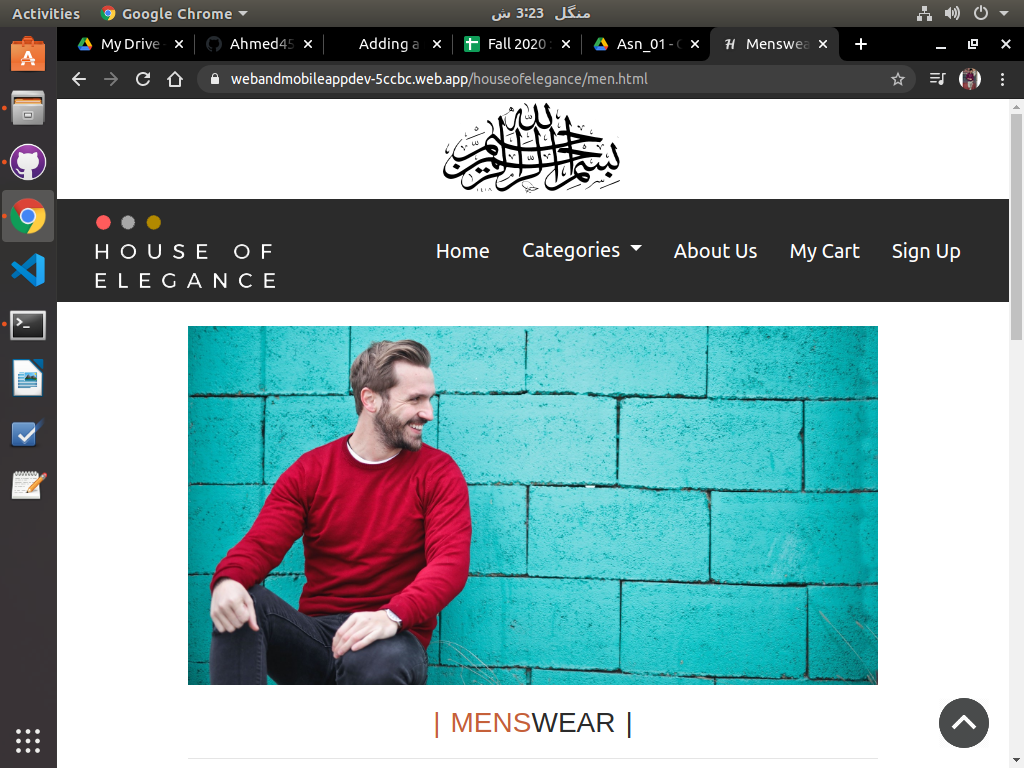 Activities
Google Chrome
منگل 3:23 ش
My Drive
Ahmed45
Adding a
Fall 2020
Asn_01 -
Menswea
webandmobileappdev-5ccbc.web.app/houseofelegance/men.html
بسم الله الرحمن الرحيم
HOUSE OF
ELEGANCE
Home
Categories
About Us
My Cart
Sign Up
| MENSWEAR |